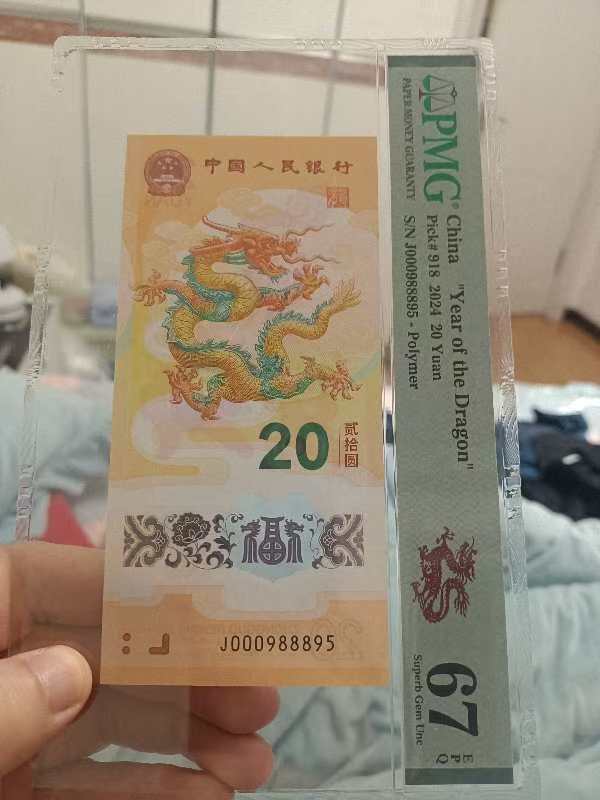 中国人民银行
20
贰拾圆
福
J000988895
PMG
PAPER MONEY GUARANTY
China "Year of the Dragon"
Pick# 918 2024 20 Yuan
S/N J000988895 - Polymer
67
EPQ
Superb Gem Unc